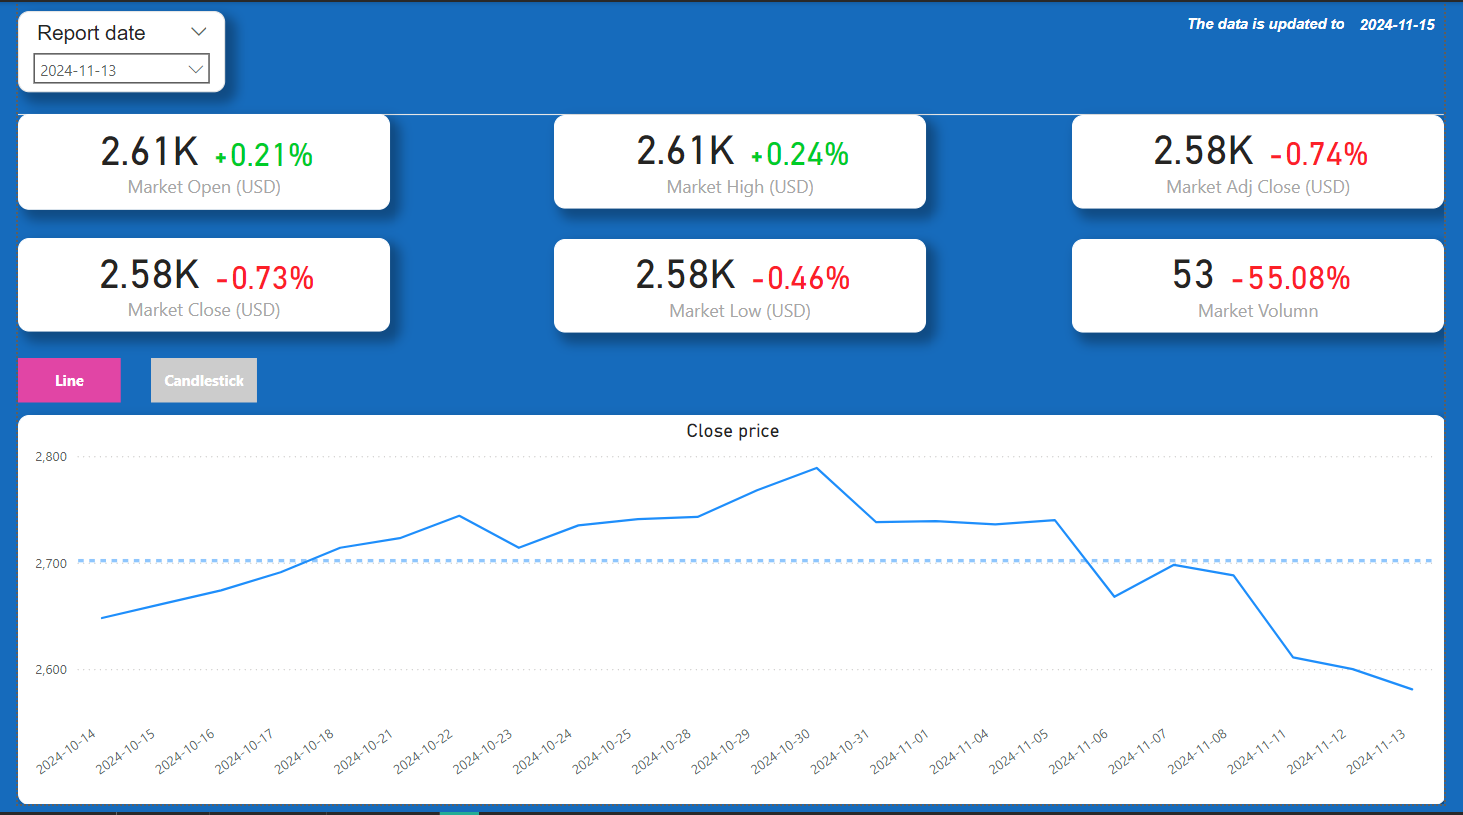 Report date
The data is updated to 2024-11-15
2024-11-13
2.61K +0.21%
Market Open (USD)
2.61K +0.24%
Market High (USD)
2.58K -0.74%
Market Adj Close (USD)
2.58K -0.73%
Market Close (USD)
2.58K -0.46%
Market Low (USD)
53 -55.08%
Market Volumn
Line
Candlestick
Close price
2,800
2,700
2,600
2024-10-14
2024-10-15
2024-10-16
2024-10-17
2024-10-18
2024-10-21
2024-10-22
2024-10-23
2024-10-24
2024-10-25
2024-10-28
2024-10-29
2024-10-30
2024-10-31
2024-11-01
2024-11-04
2024-11-05
2024-11-06
2024-11-07
2024-11-08
2024-11-11
2024-11-12
2024-11-13